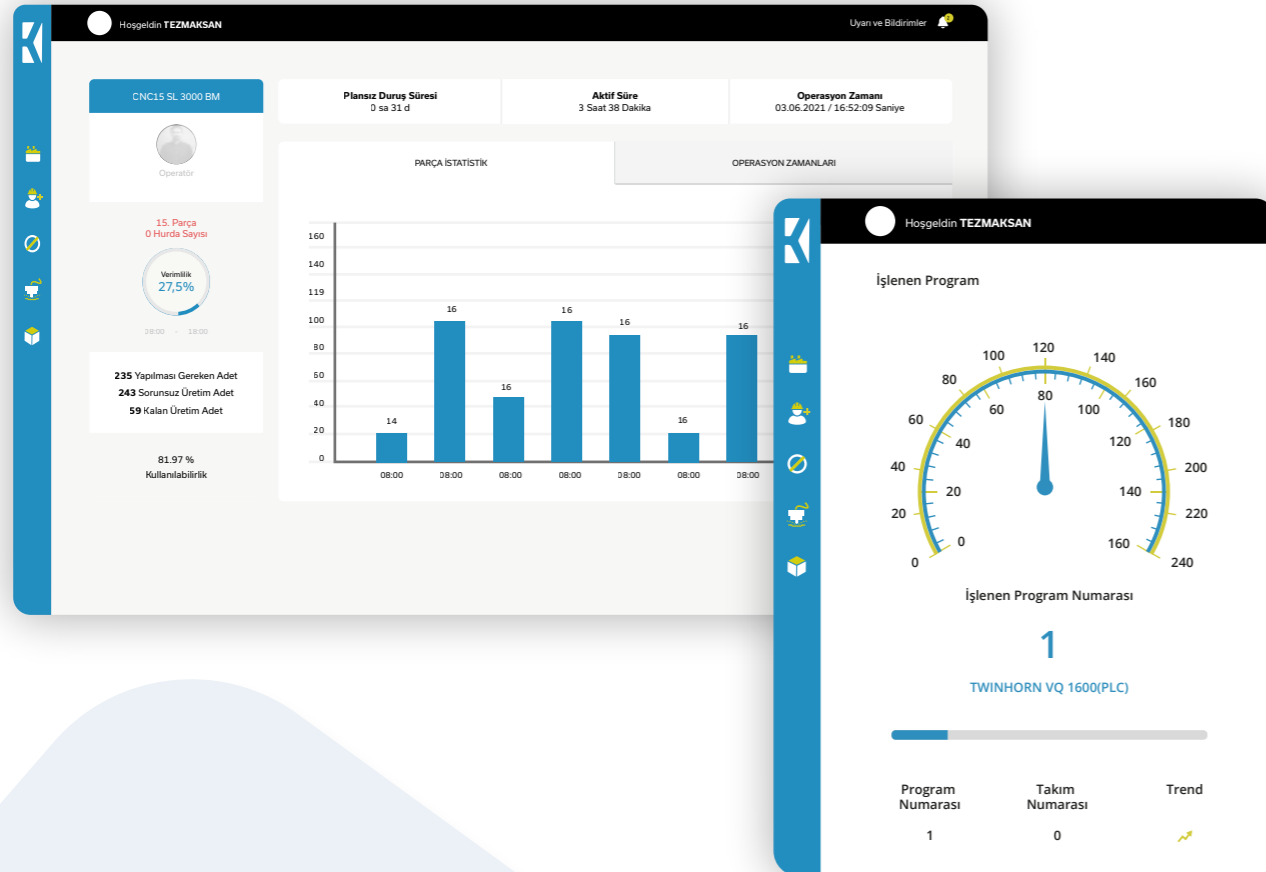 Hoşgeldin TEZMAKSAN
Uyarı ve Bildirimler
2
CNC15 SL 3000 BM
Operatör
15. Parça
0 Hurda Sayısı
Verimlilik
27,5%
08:00 - 18:00
235 Yapılması Gereken Adet
243 Sorunsuz Üretim Adet
59 Kalan Üretim Adet
81.97 %
Kullanılabilirlik
Plansız Duruş Süresi
0 sa 31 d
Aktif Süre
3 Saat 38 Dakika
Operasyon Zamanı
03.06.2021 / 16:52:09 Saniye
PARÇA İSTATİSTİK
OPERASYON ZAMANLARI
160
140
119
100
80
60
40
20
0
14
16
16
16
16
16
16
08:00
08:00
08:00
08:00
08:00
08:00
08:00
Hoşgeldin TEZMAKSAN
İşlenen Program
0
20
40
60
80
100
120
140
160
180
200
220
240
0
20
40
60
80
100
120
140
160
İşlenen Program Numarası
1
TWINHORN VQ 1600(PLC)
Program Numarası
1
Takım Numarası
0
Trend